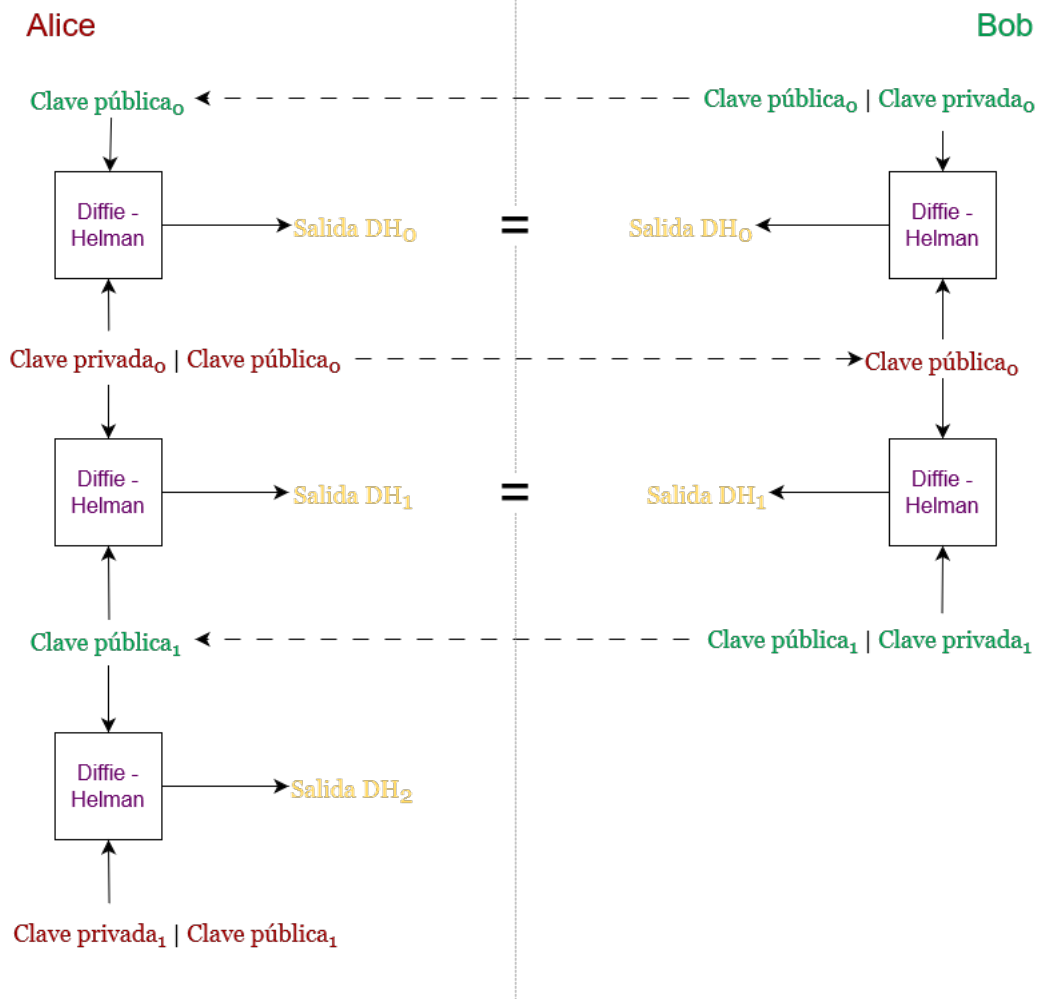 Alice
Bob
Clave pública₀
Clave pública₀ | Clave privada₀
Diffie -
Helman
Salida DH₀
=
Salida DH₀
Diffie -
Helman
Clave privada₀ | Clave pública₀
Clave pública₀
Diffie -
Helman
Salida DH₁
=
Salida DH₁
Diffie -
Helman
Clave pública₁
Clave pública₁ | Clave privada₁
Diffie -
Helman
Salida DH₂
Clave privada₁ | Clave pública₁